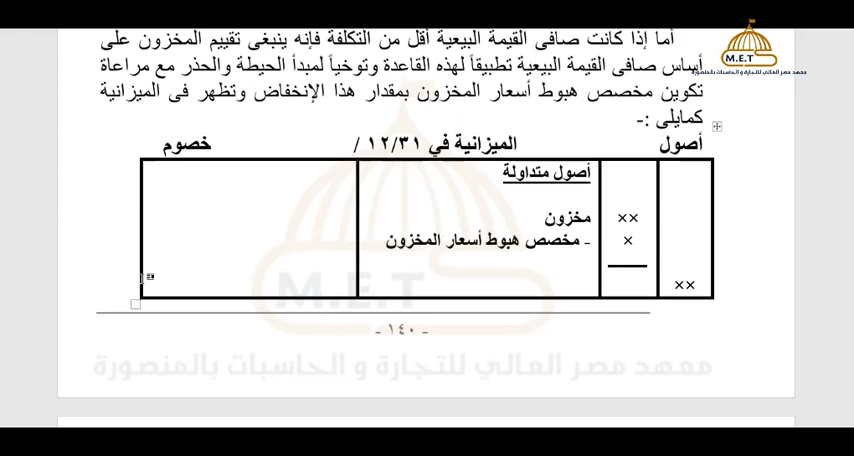 أما إذا كانت صافى القيمة البيعية أقل من التكلفة فإنه ينبغى تقييم المخزون على
أساس صافى القيمة البيعية تطبيقاً لهذه القاعدة وتوخياً لمبدأ الحيطة والحذر مع مراعاة
تكوين مخصص هبوط أسعار المخزون بمقدار هذا الإنخفاض وتظهر فى الميزانية
كمايلى :-
أصول الميزانية في ١٢/٣١ / خصوم
أصول متداولة
×× مخزون
× - مخصص هبوط أسعار المخزون
××
- ١٤٠ -
M.E.T
معهد مصر العالي للتجارة و الحاسبات بالمنصورة
M.E.T
معهد مصر العالي للتجارة و الحاسبات بالمنصورة